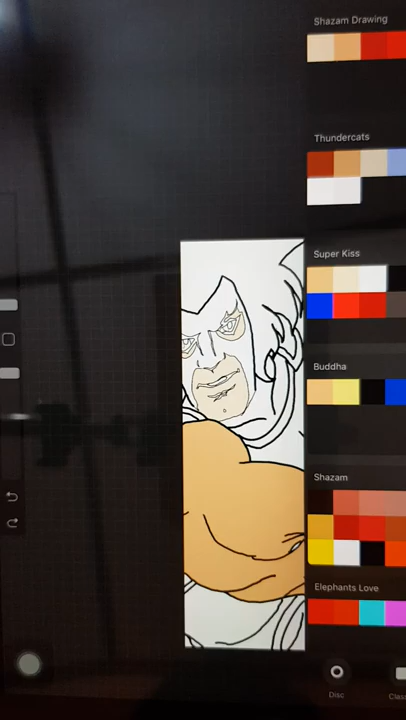 Shazam Drawing
Thundercats
Super Kiss
Buddha
Shazam
Elephants Love
Disc